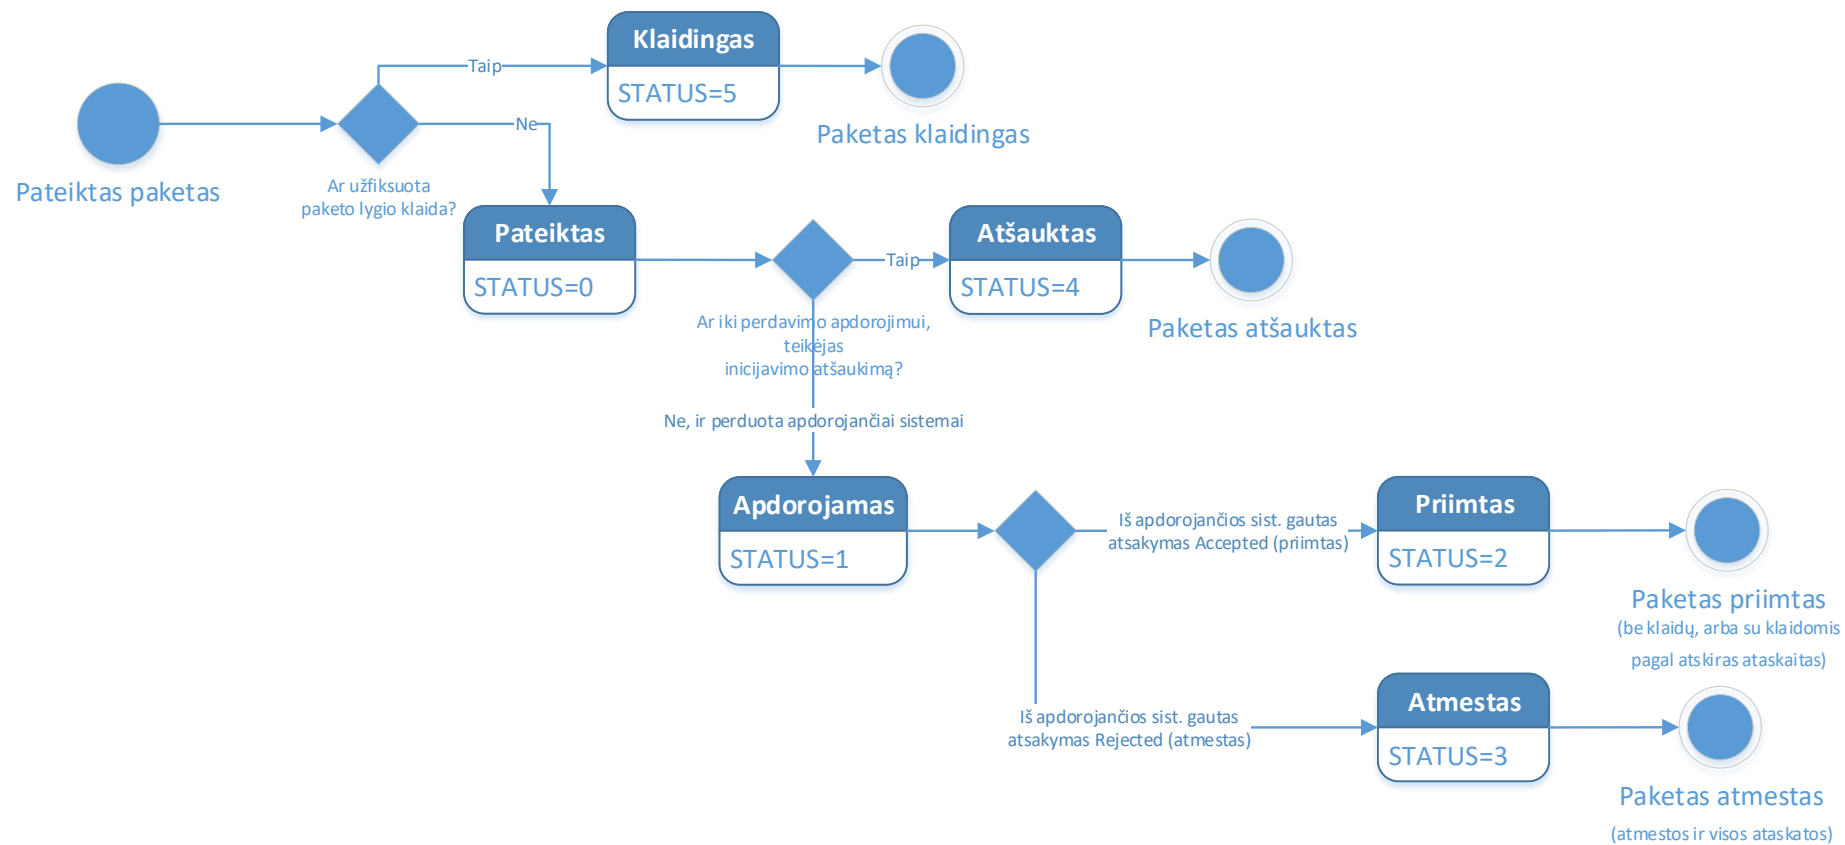 Klaidingas
STATUS=5
Taip
Ne
Paketas klaidingas
Pateiktas paketas
Ar užfiksuota
paketo lygio klaida?
Pateiktas
STATUS=0
Taip
Atšauktas
STATUS=4
Paketas atšauktas
Ar iki perdavimo apdorojimui,
teikėjas
inicijavimo atšaukimą?
Ne, ir perduota apdorojančiai sistemai
Apdorojamas
STATUS=1
Iš apdorojančios sist. gautas
atsakymas Accepted (priimtas)
Priimtas
STATUS=2
Paketas priimtas
(be klaidų, arba su klaidomis
pagal atskiras ataskaitas)
Iš apdorojančios sist. gautas
atsakymas Rejected (atmestas)
Atmestas
STATUS=3
Paketas atmestas
(atmestos ir visos ataskatos)